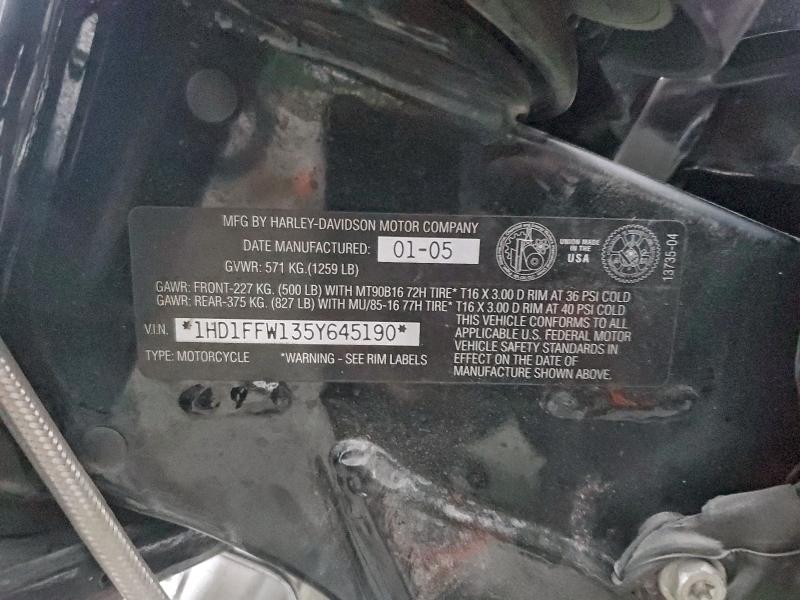 MFG BY HARLEY-DAVIDSON MOTOR COMPANY
DATE MANUFACTURED: 01-05
GVWR: 571 KG.(1259 LB)
UNION MADE
IN THE
USA
13735-04
GAWR: FRONT-227 KG. (500 LB) WITH MT90B16 72H TIRE* T16 X 3.00 D RIM AT 36 PSI COLD
GAWR: REAR-375 KG. (827 LB) WITH MU/85-16 77H TIRE* T16 X 3.00 D RIM AT 40 PSI COLD
V.I.N. *1HD1FFW135Y645190*
TYPE: MOTORCYCLE *WARNING - SEE RIM LABELS
THIS VEHICLE CONFORMS TO ALL
APPLICABLE U.S. FEDERAL MOTOR
VEHICLE SAFETY STANDARDS IN
EFFECT ON THE DATE OF
MANUFACTURE SHOWN ABOVE.